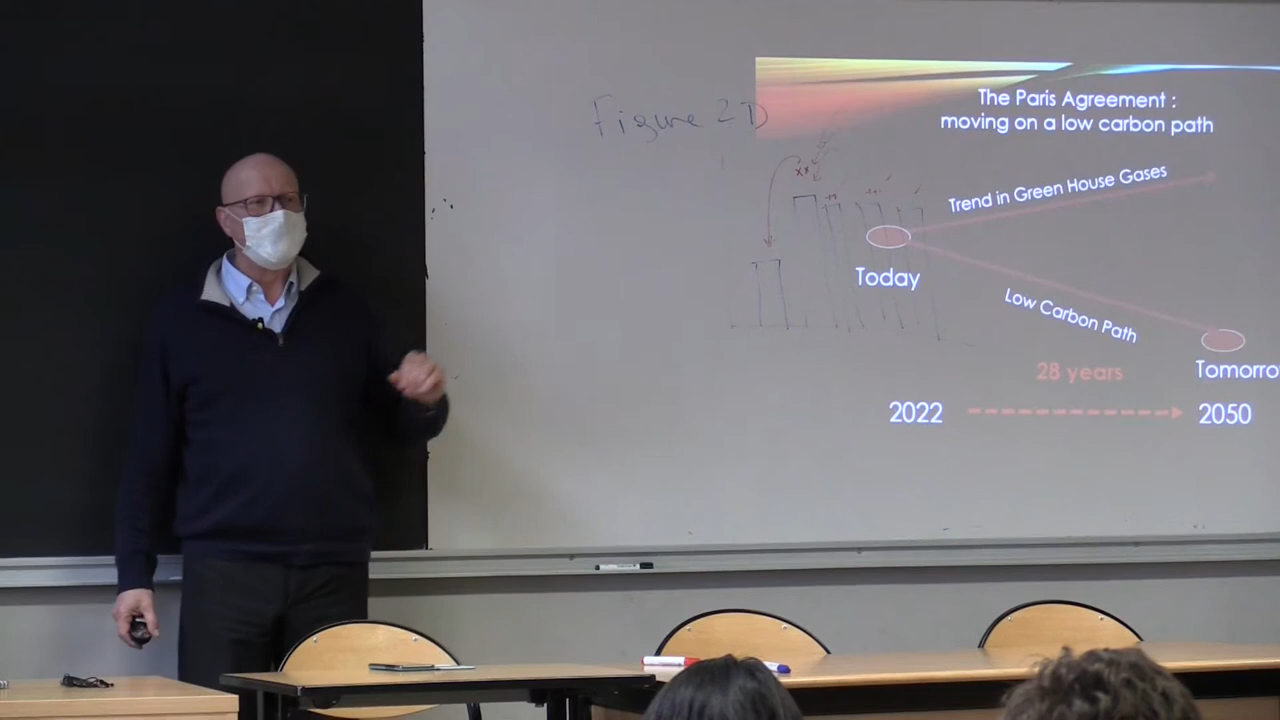 Figure 2D
The Paris Agreement :
moving on a low carbon path
Trend in Green House Gases
Today
Low Carbon Path
28 years
Tomorro
2022
2050